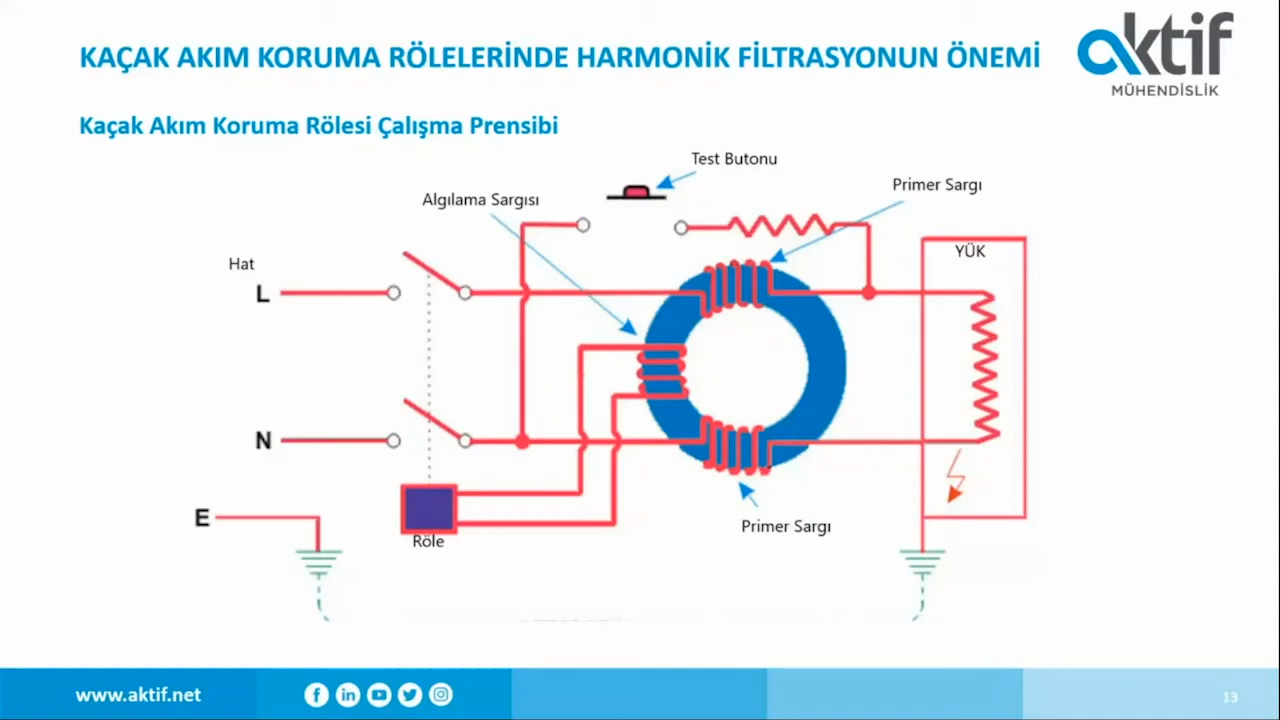 KAÇAK AKIM KORUMA RÖLELERİNDE HARMONİK FİLTRASYONUN ÖNEMİ
aktif
MÜHENDİSLİK
Kaçak Akım Koruma Rölesi Çalışma Prensibi
Test Butonu
Algılama Sargısı
Primer Sargı
YÜK
Hat
L
N
E
Röle
Primer Sargı
www.aktif.net
13